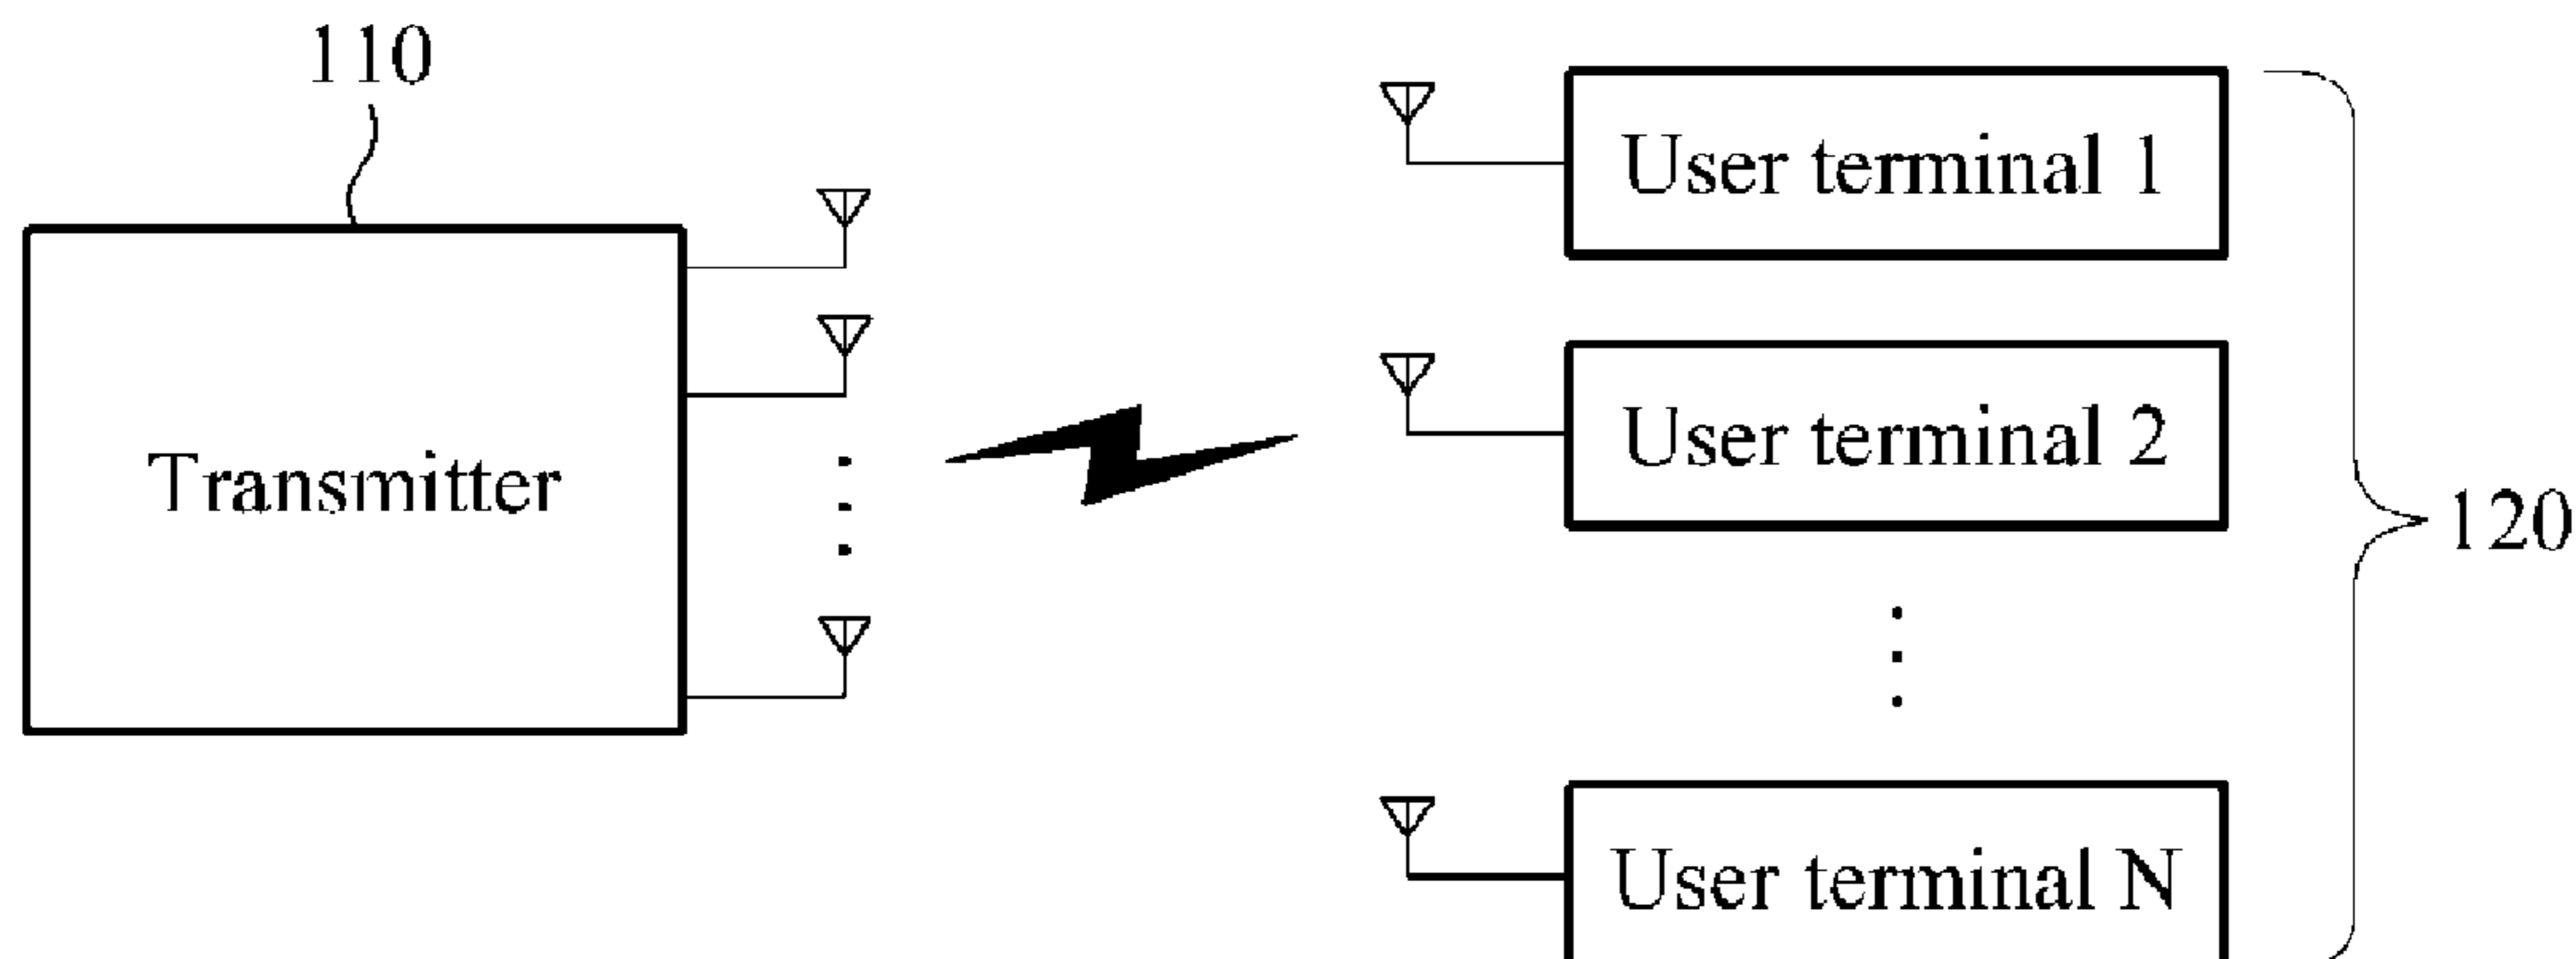 110
User terminal 1
User terminal 2
Transmitter
120
User terminal N